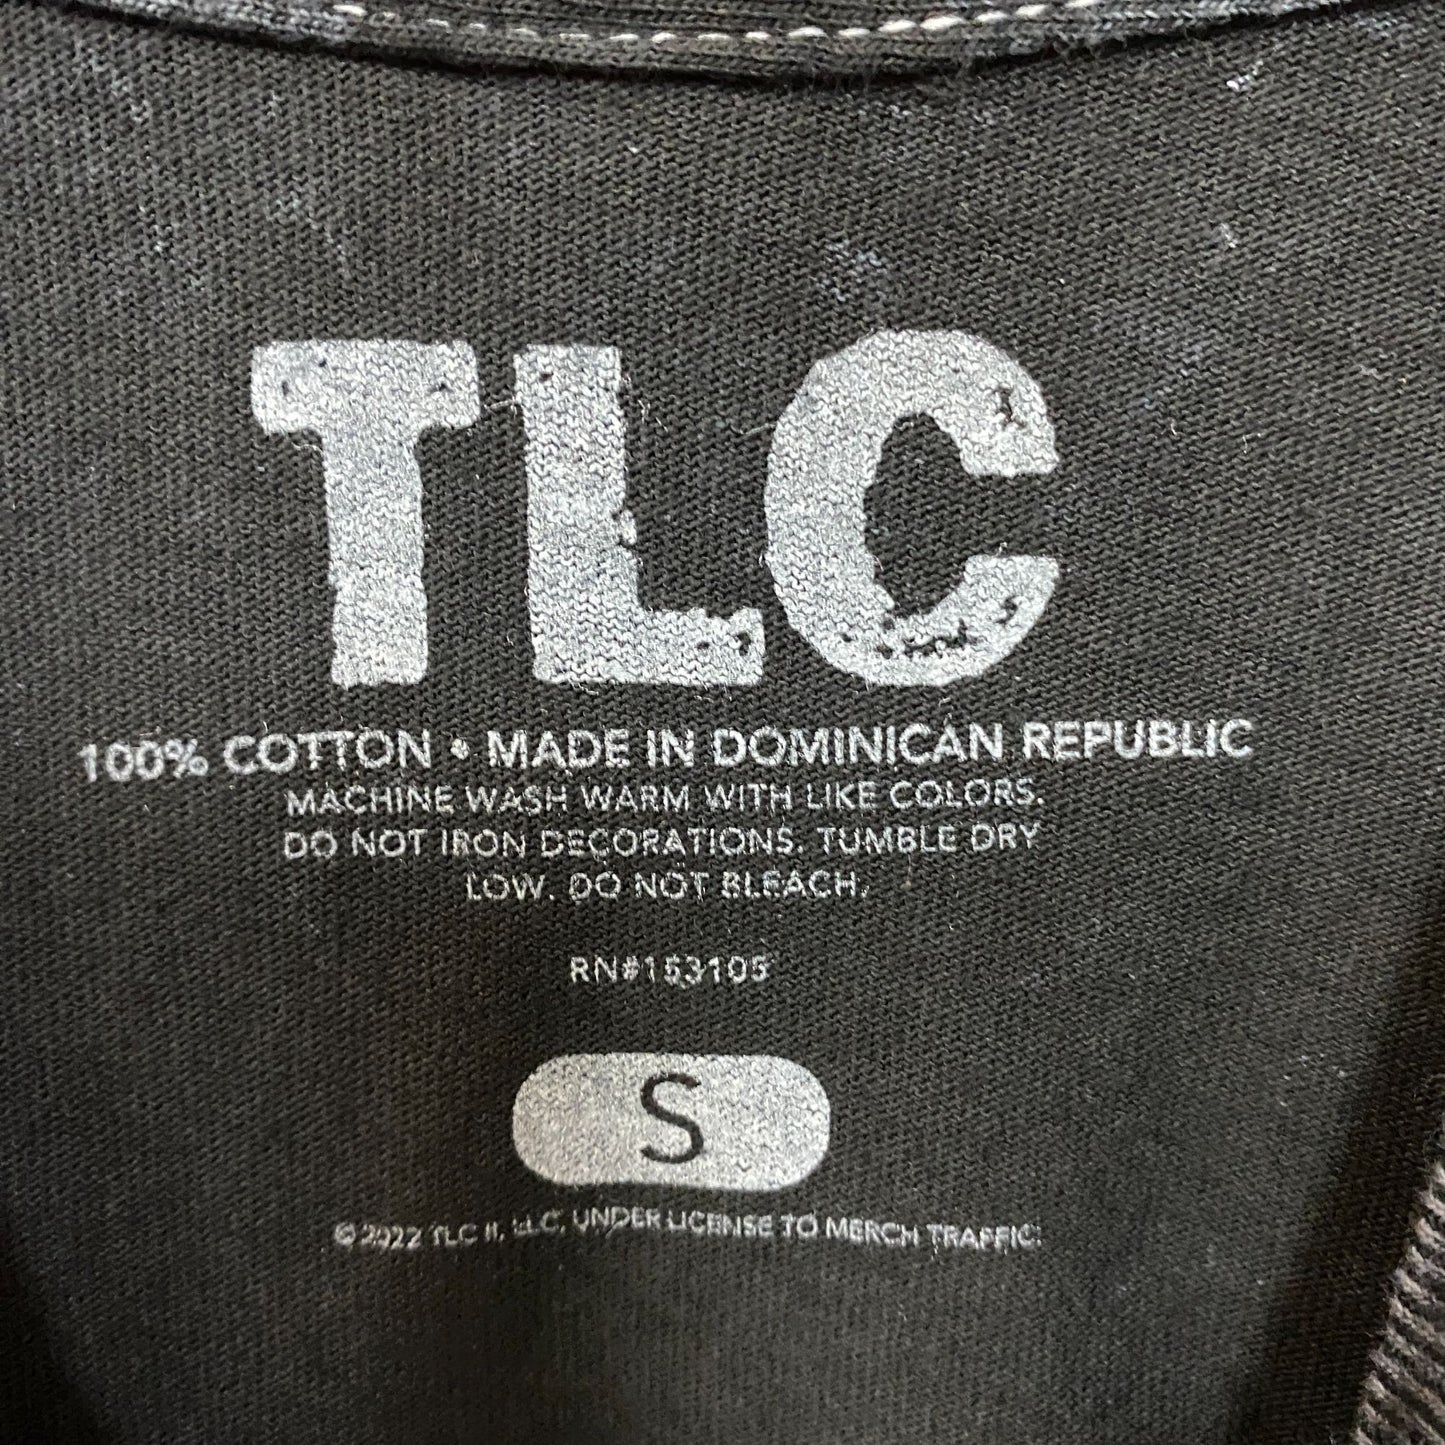 TLC
100% COTTON • MADE IN DOMINICAN REPUBLIC
MACHINE WASH WARM WITH LIKE COLORS.
DO NOT IRON DECORATIONS. TUMBLE DRY
LOW. DO NOT BLEACH.
RN#153105
S
© 2022 TLC II, LLC, UNDER LICENSE TO MERCH TRAFFIC.